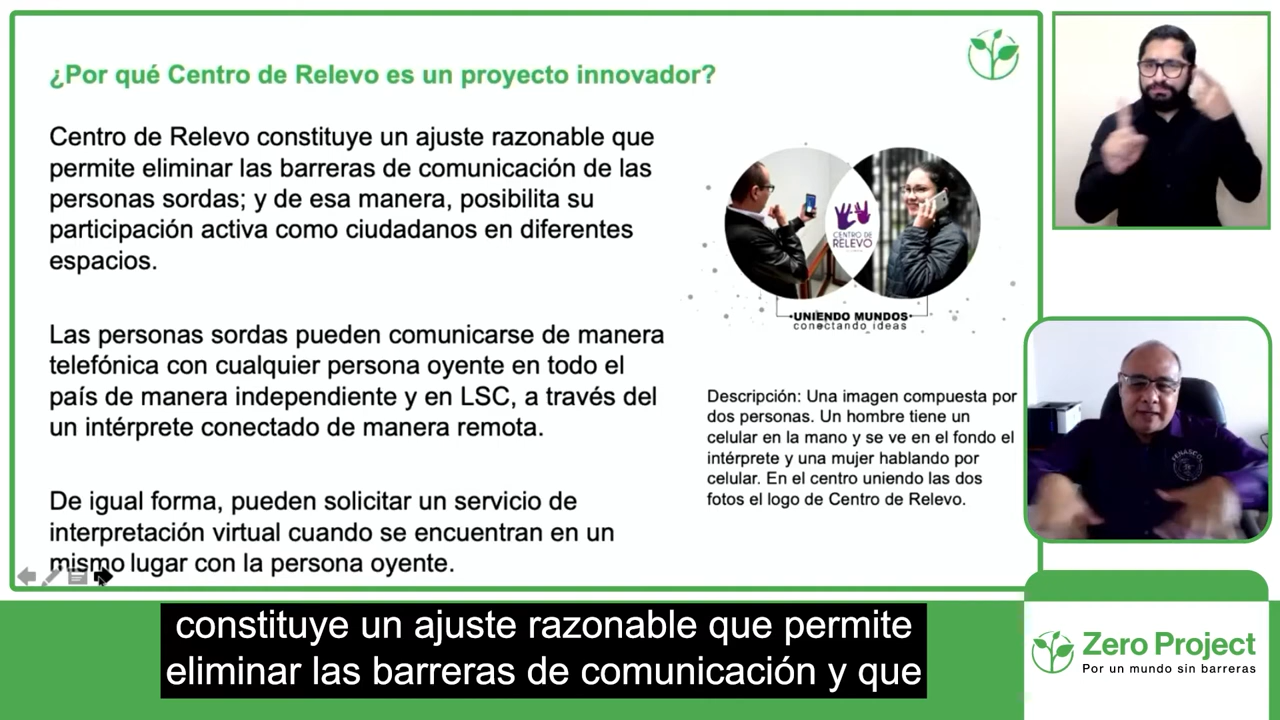 ¿Por qué Centro de Relevo es un proyecto innovador?
Centro de Relevo constituye un ajuste razonable que
permite eliminar las barreras de comunicación de las
personas sordas; y de esa manera, posibilita su
participación activa como ciudadanos en diferentes
espacios.
Las personas sordas pueden comunicarse de manera
telefónica con cualquier persona oyente en todo el
país de manera independiente y en LSC, a través del
un intérprete conectado de manera remota.
De igual forma, pueden solicitar un servicio de
interpretación virtual cuando se encuentran en un
mismo lugar con la persona oyente.
CENTRO DE
RELEVO
UNIENDO MUNDOS
conectando ideas
Descripción: Una imagen compuesta por
dos personas. Un hombre tiene un
celular en la mano y se ve en el fondo el
intérprete y una mujer hablando por
celular. En el centro uniendo las dos
fotos el logo de Centro de Relevo.
FENASCOL
constituye un ajuste razonable que permite
eliminar las barreras de comunicación y que
Zero Project
Por un mundo sin barreras